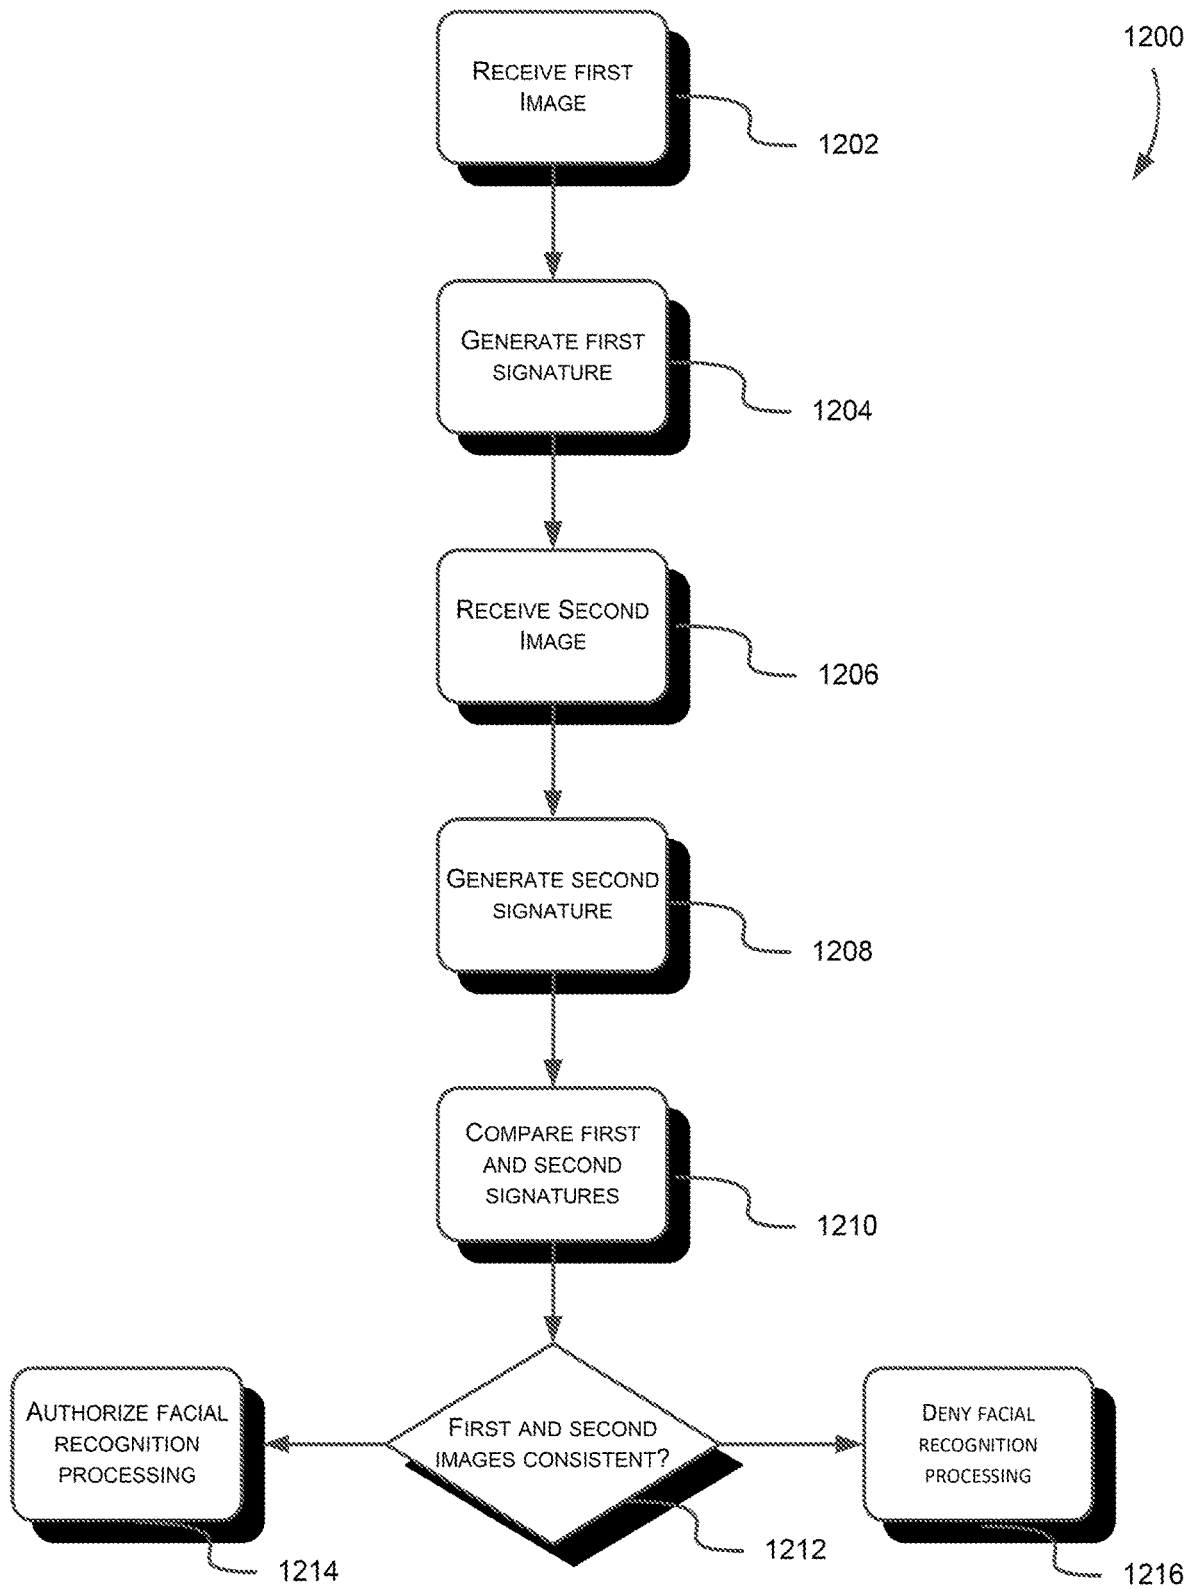 1200
RECEIVE FIRST
IMAGE
1202
GENERATE FIRST
SIGNATURE
1204
RECEIVE SECOND
IMAGE
1206
GENERATE SECOND
SIGNATURE
1208
COMPARE FIRST
AND SECOND
SIGNATURES
1210
FIRST AND SECOND
IMAGES CONSISTENT?
1212
AUTHORIZE FACIAL
RECOGNITION
PROCESSING
1214
DENY FACIAL
RECOGNITION
PROCESSING
1216